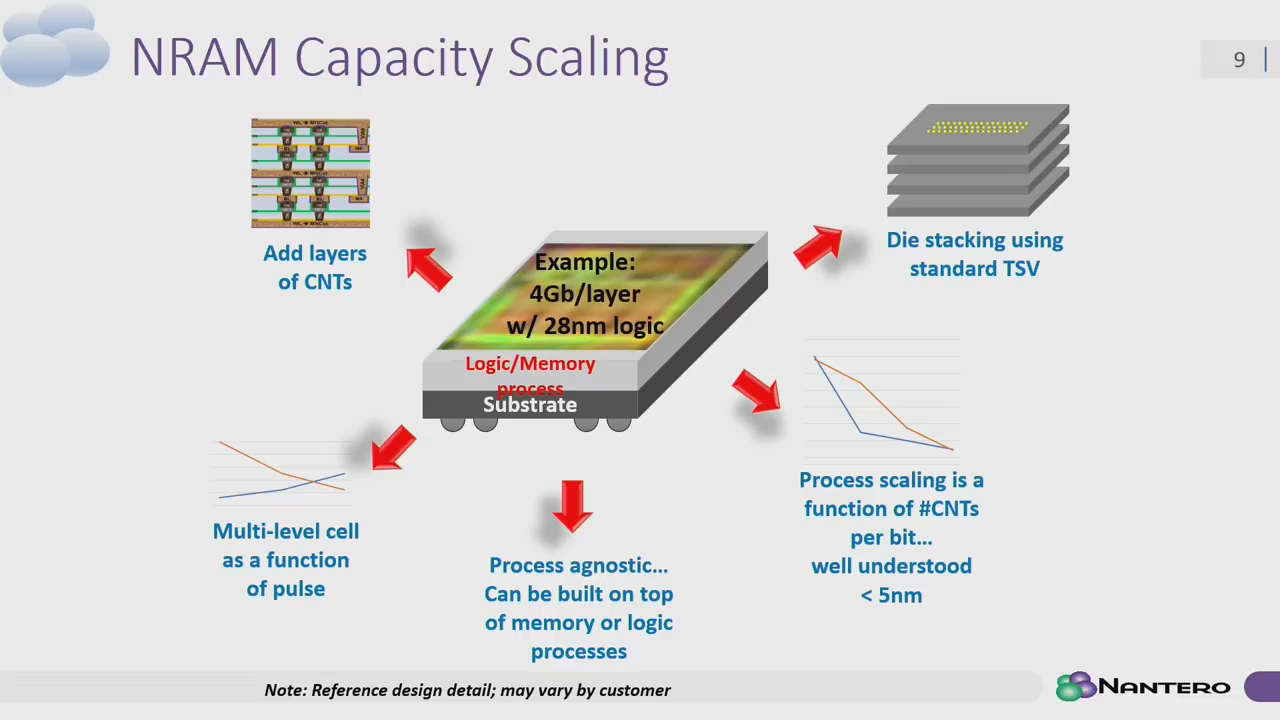 NRAM Capacity Scaling
9
Add layers
of CNTs
Die stacking using
standard TSV
Example:
4Gb/layer
w/ 28nm logic
Logic/Memory
process
Substrate
Multi-level cell
as a function
of pulse
Process agnostic…
Can be built on top
of memory or logic
processes
Process scaling is a
function of #CNTs
per bit…
well understood
< 5nm
Note: Reference design detail; may vary by customer
NANTERO